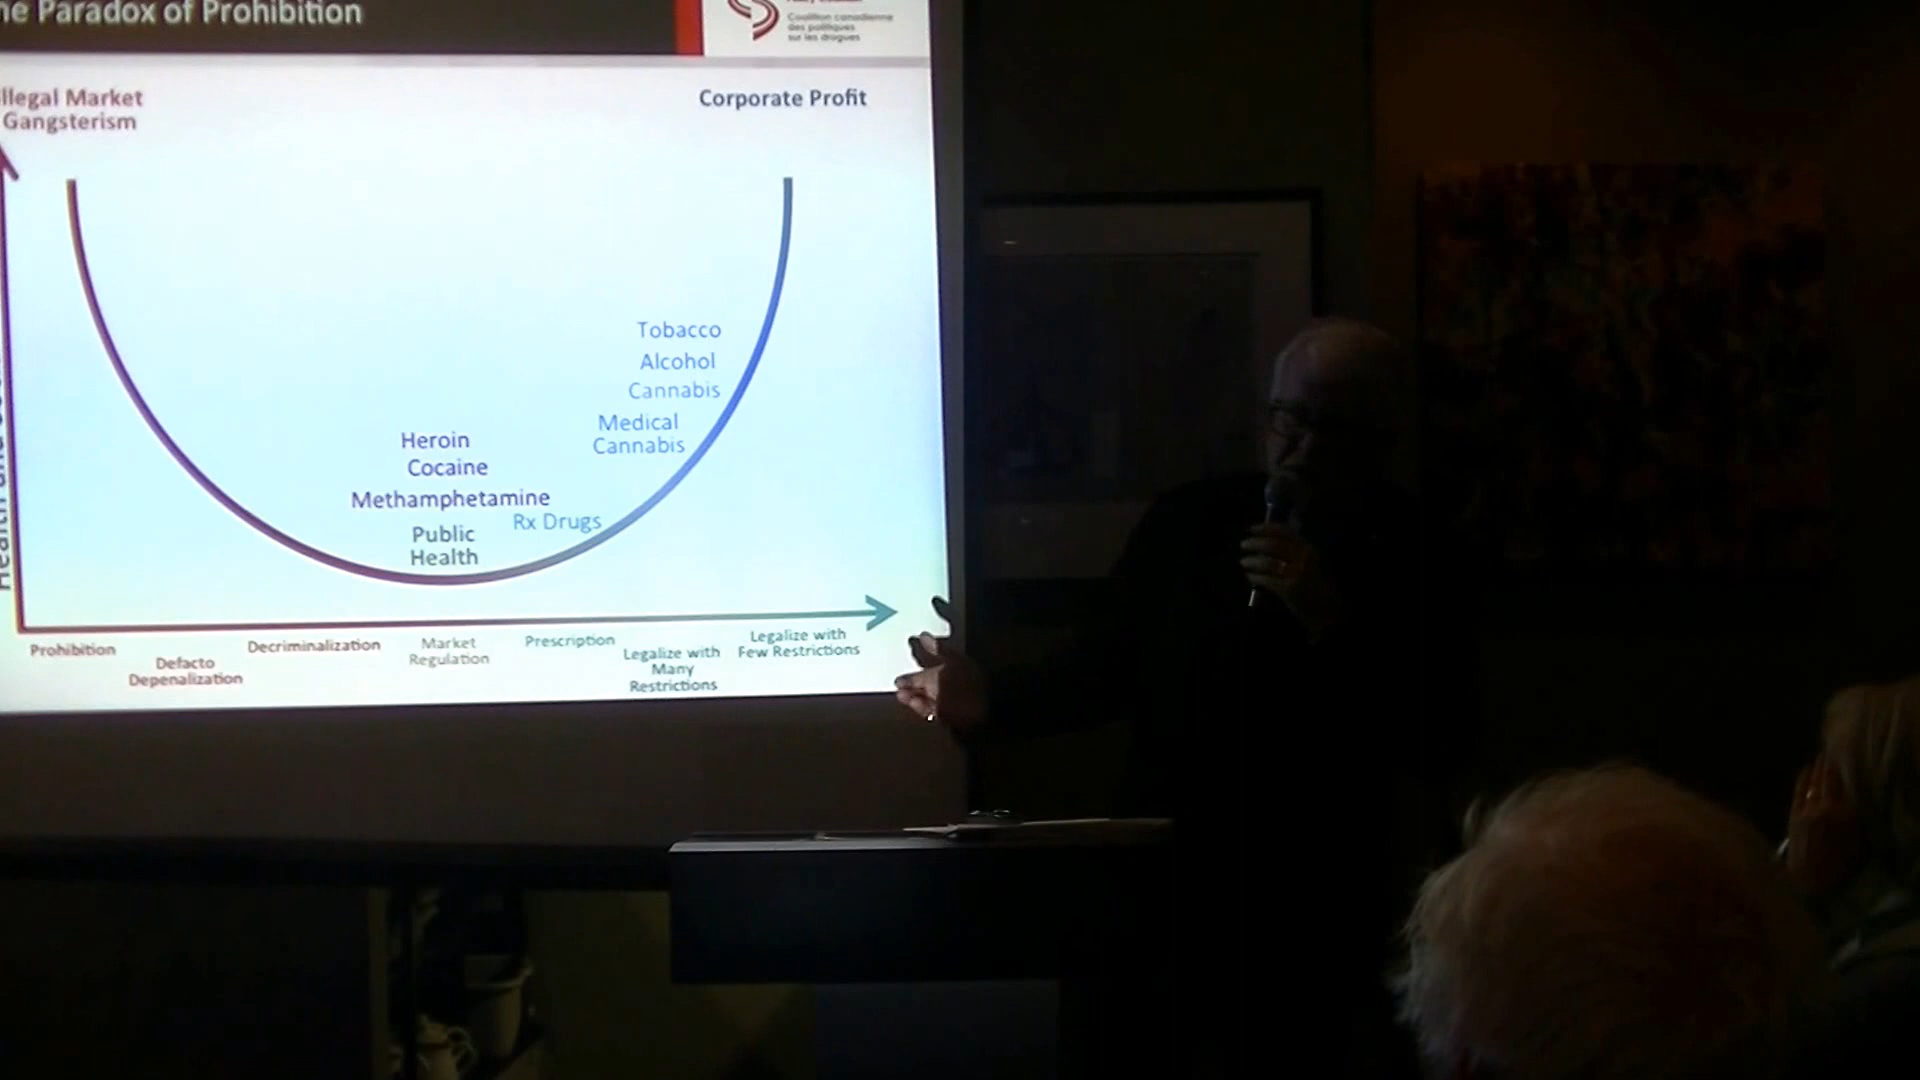 he Paradox of Prohibition
Coalition canadienne
des politiques
sur les drogues
llegal Market
Gangsterism
Corporate Profit
Tobacco
Alcohol
Cannabis
Medical
Cannabis
Heroin
Cocaine
Methamphetamine
Rx Drugs
Public
Health
Prohibition
Defacto
Depenalization
Decriminalization
Market
Regulation
Prescription
Legalize with
Many
Restrictions
Legalize with
Few Restrictions